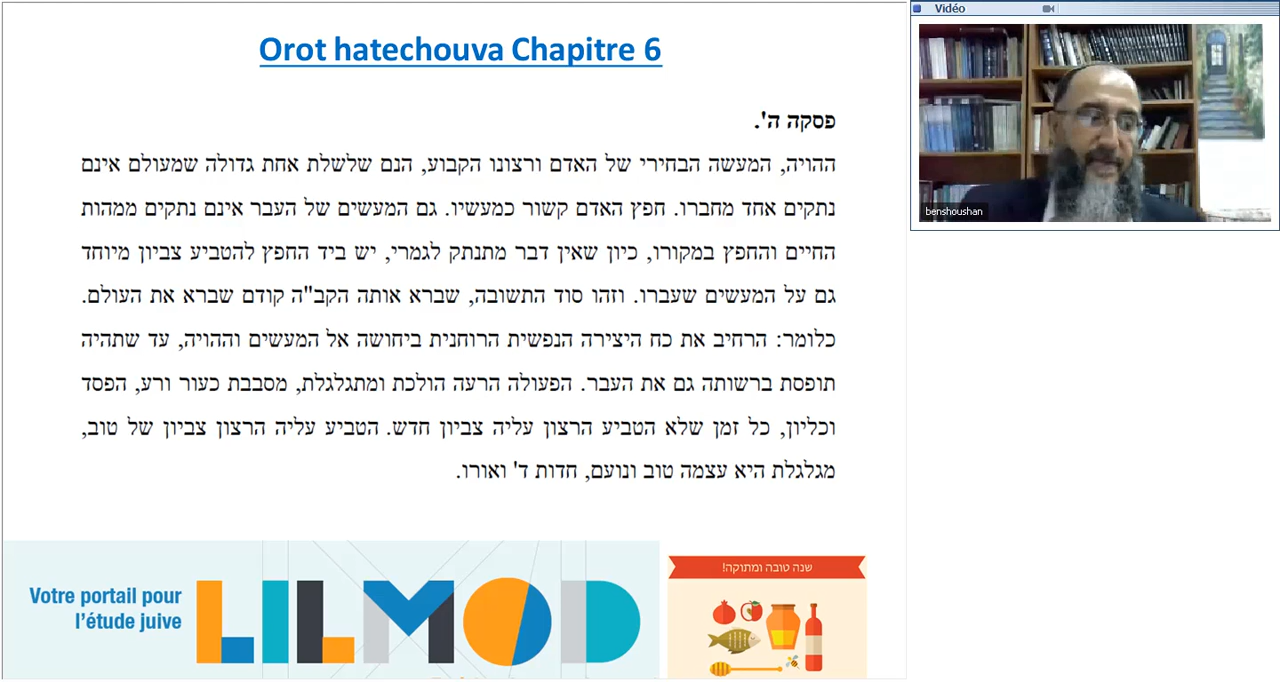 Orot hatechouva Chapitre 6
Vidéo
פסקה ה'.
ההויה, המעשה הבחירי של האדם ורצונו הקבוע, הנם שלשלת אחת גדולה שמעולם אינם
נתקים אחד מחברו. חפץ האדם קשור כמעשיו. גם המעשים של העבר אינם נתקים ממהות
החיים והחפץ במקורו, כיון שאין דבר מתנתק לגמרי, יש ביד החפץ להטביע צביון מיוחד
גם על המעשים שעברו. וזהו סוד התשובה, שברא אותה הקב"ה קודם שברא את העולם.
כלומר: הרחיב את כח היצירה הנפשית הרוחנית ביחושה אל המעשים וההויה, עד שתהיה
תופסת ברשותה גם את העבר. הפעולה הרעה הולכת ומתגלגלת, מסבבת כעור ורע, הפסד
וכליון, כל זמן שלא הטביע הרצון עליה צביון חדש. הטביע עליה הרצון צביון של טוב,
מגלגלת היא עצמה טוב ונועם, חדות ד' ואורו.
benshoushan
Votre portail pour
l'étude juive
LILMOD
שנה טובה ומתוקה!